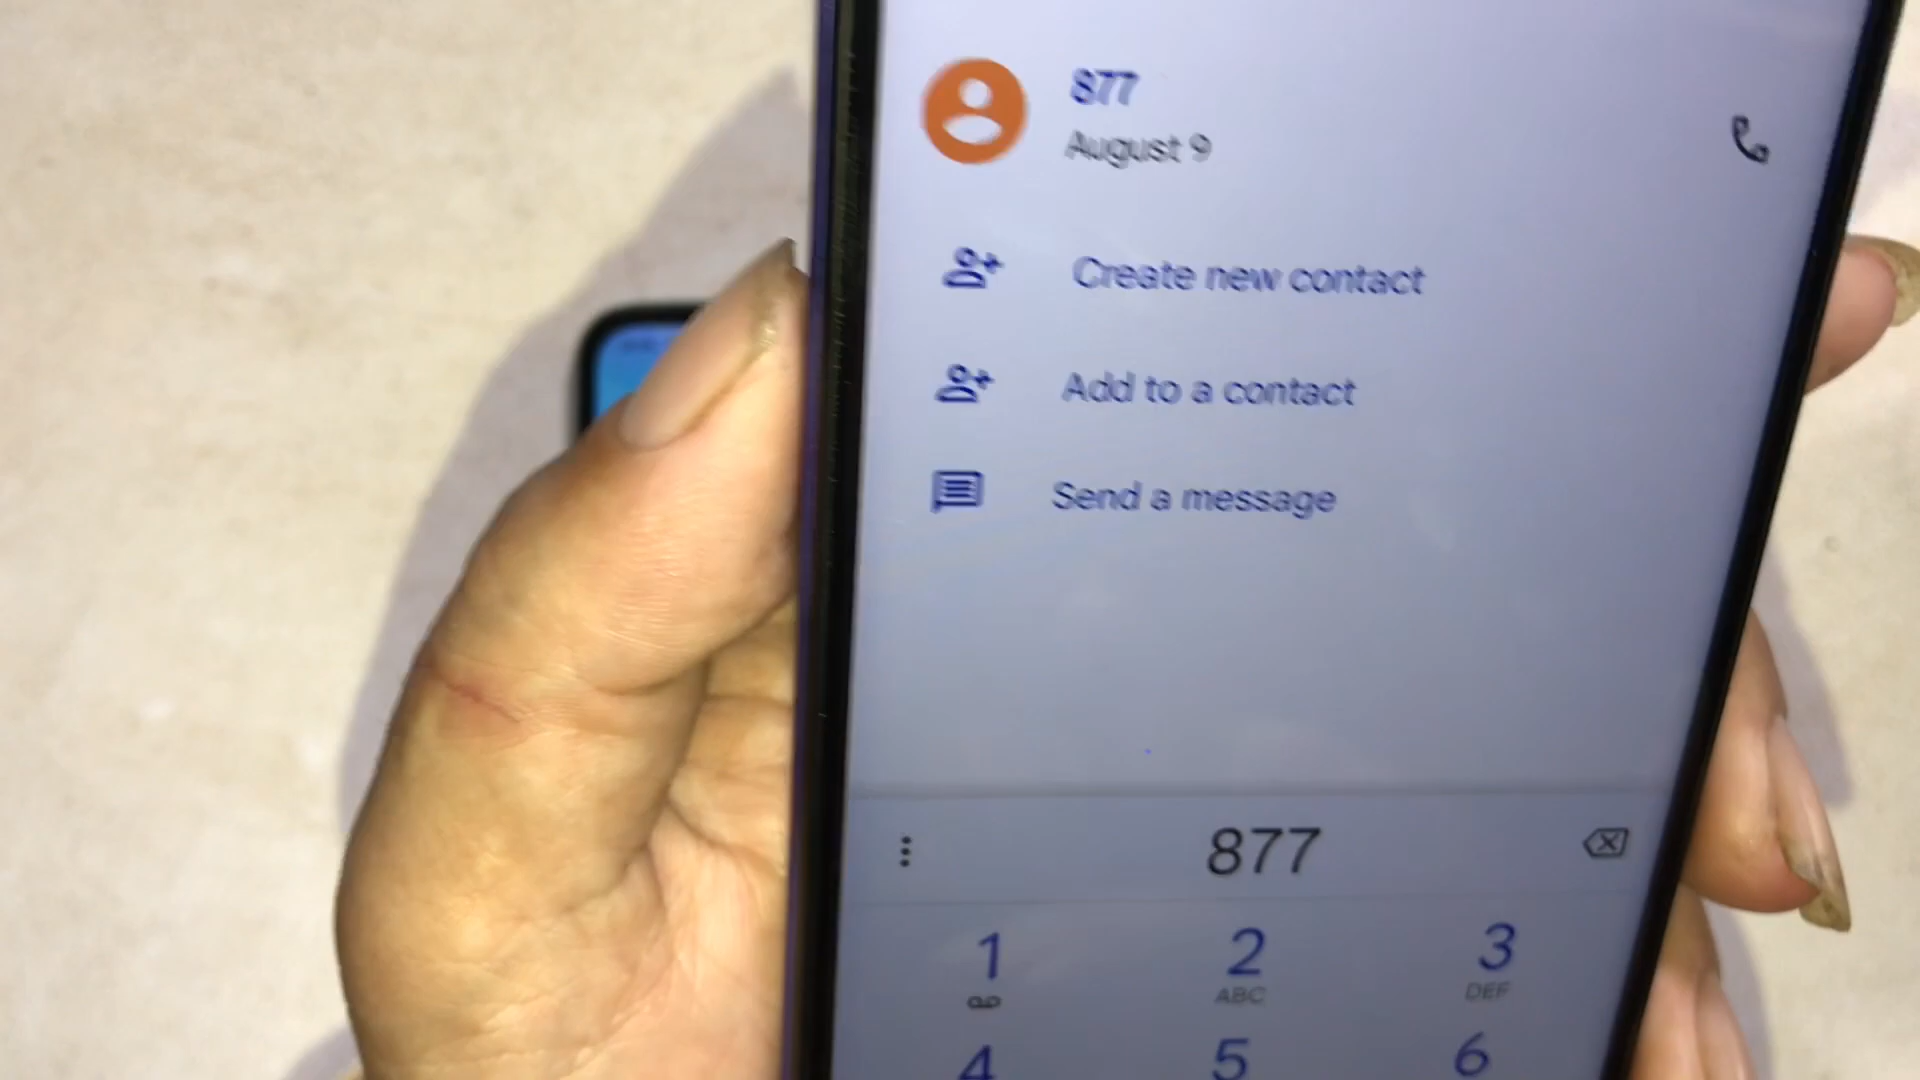 877
August 9
Create new contact
Add to a contact
Send a message
877
1 2 3
ABC DEF
4 5 6